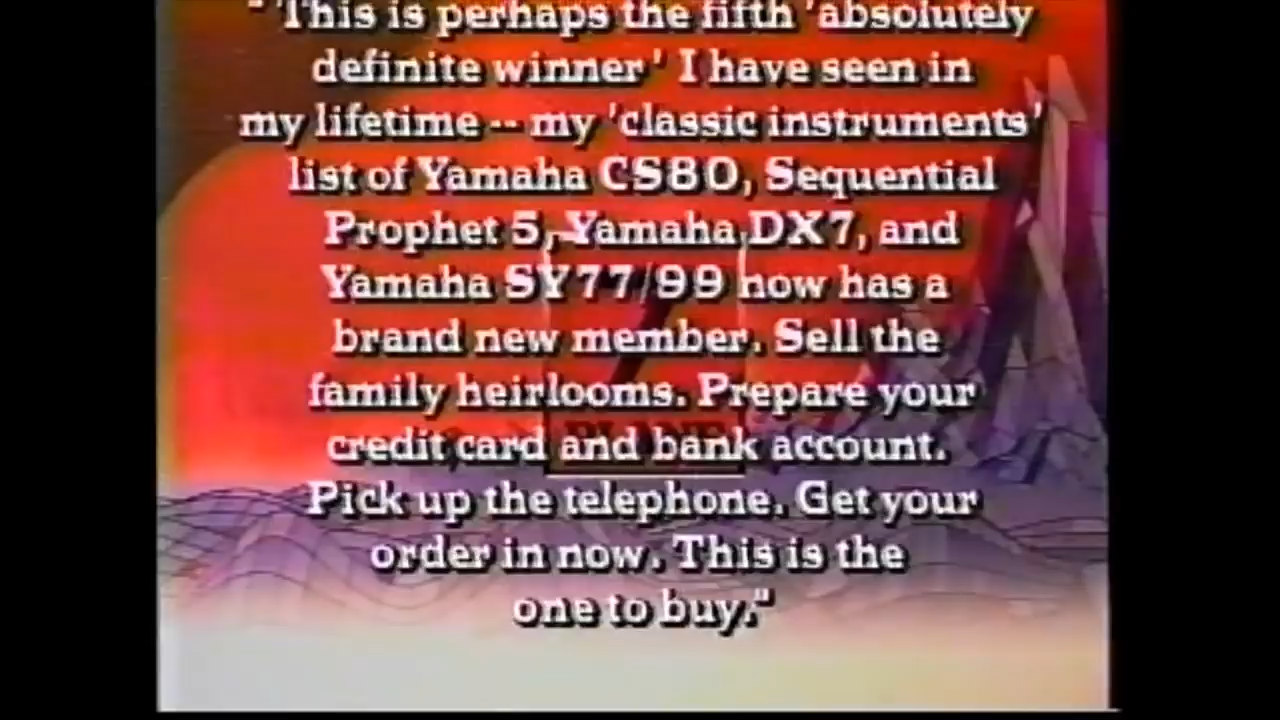 "This is perhaps the fifth 'absolutely
definite winner' I have seen in
my lifetime -- my 'classic instruments'
list of Yamaha CS80, Sequential
Prophet 5, Yamaha DX7, and
Yamaha SY77/99 now has a
brand new member. Sell the
family heirlooms. Prepare your
credit card and bank account.
Pick up the telephone. Get your
order in now. This is the
one to buy."